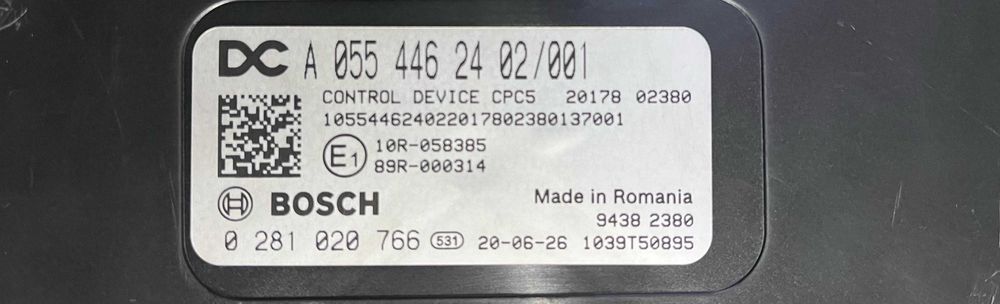 DC A 055 446 24 02/001
CONTROL DEVICE CPC5 20178 02380
105544624022017802380137001
E1 10R-058385
89R-000314
BOSCH Made in Romania
9438 2380
0 281 020 766 531 20-06-26 1039T50895